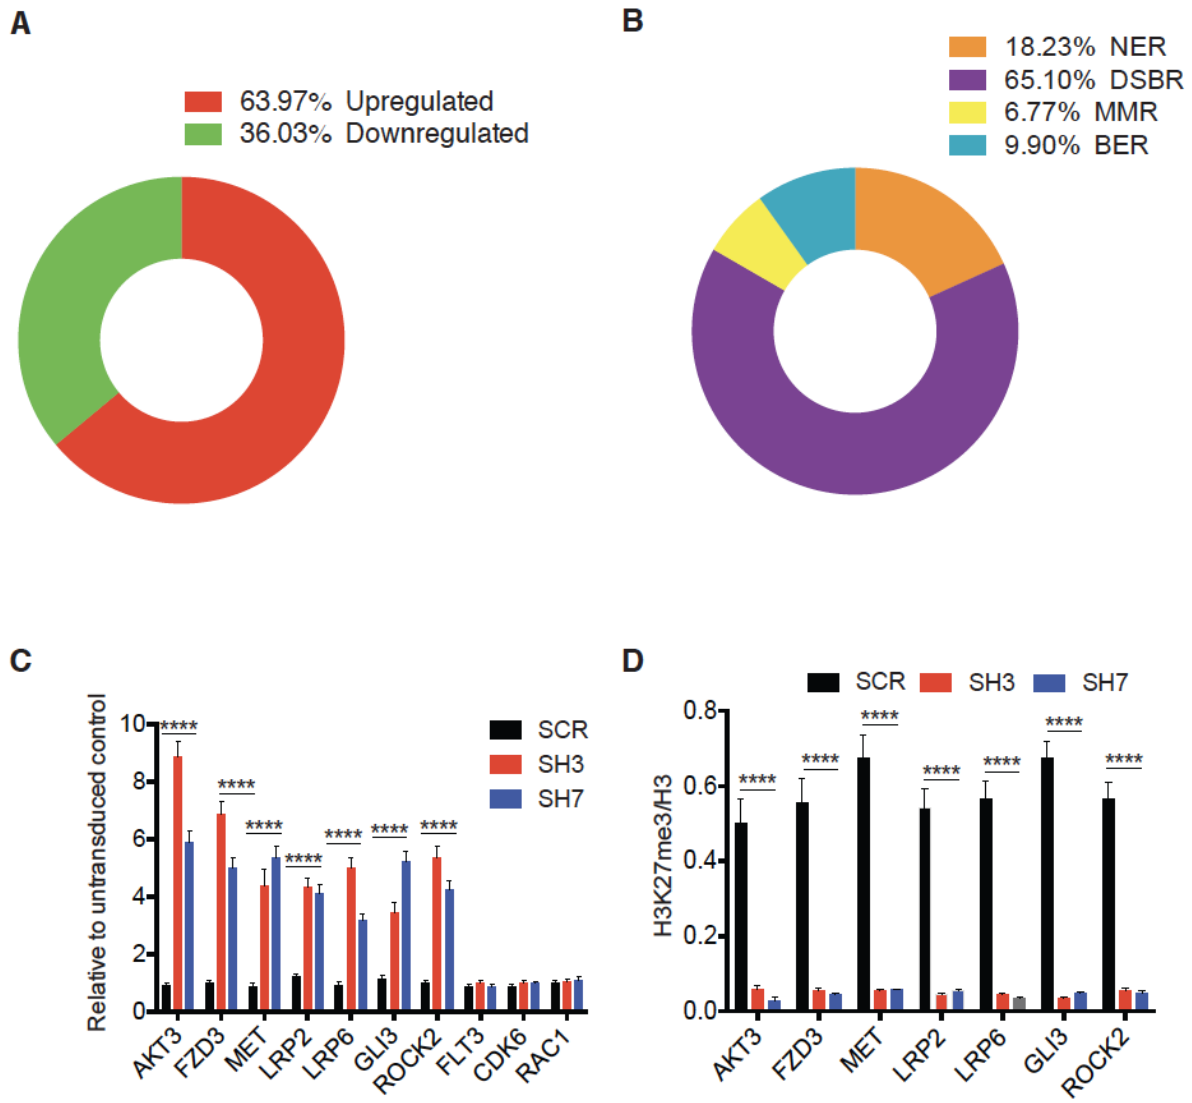 A
63.97% Upregulated
36.03% Downregulated
B
18.23% NER
65.10% DSBR
6.77% MMR
9.90% BER
C
Relative to untransduced control
10
8
6
4
2
0
****
****
****
****
****
****
****
SCR
SH3
SH7
AKT3
FZD3
MET
LRP2
LRP6
GLI3
ROCK2
FLT3
CDK6
RAC1
D
SCR SH3 SH7
H3K27me3/H3
0.8
0.6
0.4
0.2
0.0
****
****
****
****
****
****
****
AKT3
FZD3
MET
LRP2
LRP6
GLI3
ROCK2